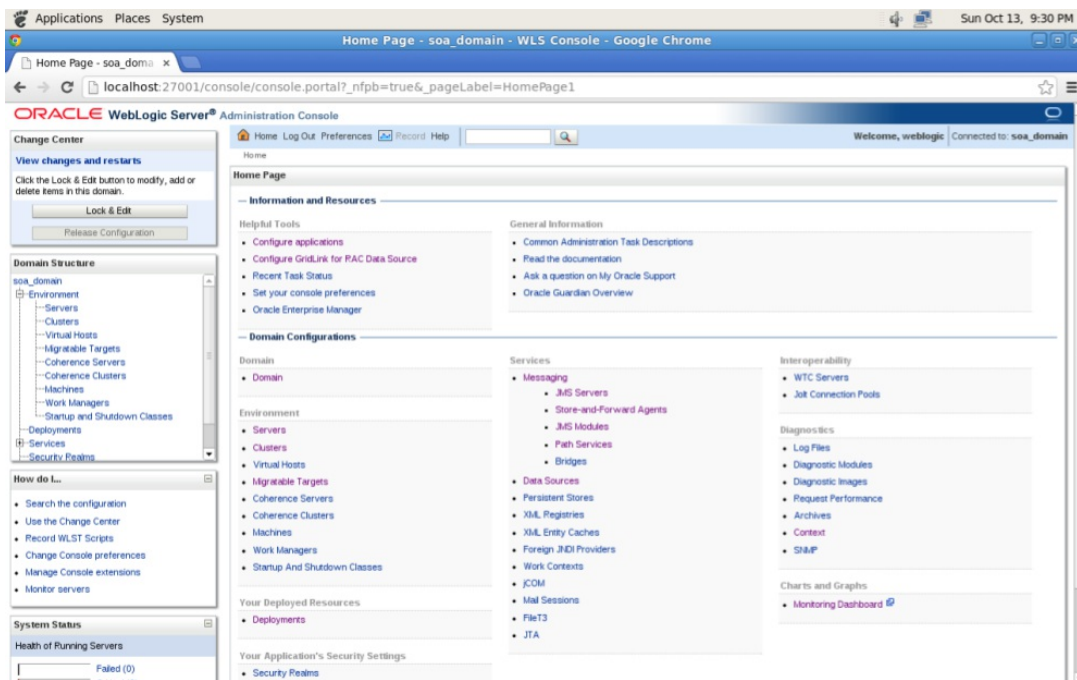 Applications Places System
Sun Oct 13, 9:30 PM
Home Page - soa_domain - WLS Console - Google Chrome
Home Page - soa_doma ×
localhost:27001/console/console.portal?_nfpb=true&_pageLabel=HomePage1
ORACLE WebLogic Server® Administration Console
Change Center
View changes and restarts
Click the Lock & Edit button to modify, add or
delete items in this domain.
Lock & Edit
Release Configuration
Domain Structure
soa_domain
Environment
Servers
Clusters
Virtual Hosts
Migratable Targets
Coherence Servers
Coherence Clusters
Machines
Work Managers
Startup and Shutdown Classes
Deployments
Services
Security Realms
How do I...
Search the configuration
Use the Change Center
Record WLST Scripts
Change Console preferences
Manage Console extensions
Monitor servers
System Status
Health of Running Servers
Failed (0)
Home Log Out Preferences Record Help
Welcome, weblogic Connected to: soa_domain
Home
Home Page
Information and Resources
Helpful Tools
Configure applications
Configure GridLink for RAC Data Source
Recent Task Status
Set your console preferences
Oracle Enterprise Manager
General Information
Common Administration Task Descriptions
Read the documentation
Ask a question on My Oracle Support
Oracle Guardian Overview
Domain Configurations
Domain
Domain
Environment
Servers
Clusters
Virtual Hosts
Migratable Targets
Coherence Servers
Coherence Clusters
Machines
Work Managers
Startup And Shutdown Classes
Your Deployed Resources
Deployments
Your Application's Security Settings
Security Realms
Services
Messaging
JMS Servers
Store-and-Forward Agents
JMS Modules
Path Services
Bridges
Data Sources
Persistent Stores
XML Registries
XML Entity Caches
Foreign JNDI Providers
Work Contexts
jCOM
Mail Sessions
FileT3
JTA
Interoperability
WTC Servers
Jolt Connection Pools
Diagnostics
Log Files
Diagnostic Modules
Diagnostic Images
Request Performance
Archives
Context
SNMP
Charts and Graphs
Monitoring Dashboard